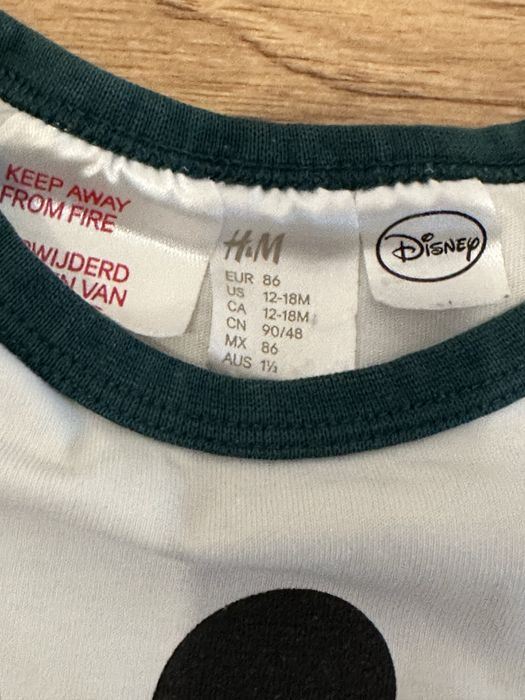 KEEP AWAY
FROM FIRE
WIJDERD
VAN
H&M
EUR 86
US 12-18M
CA 12-18M
CN 90/48
MX 86
AUS 1½
Disney